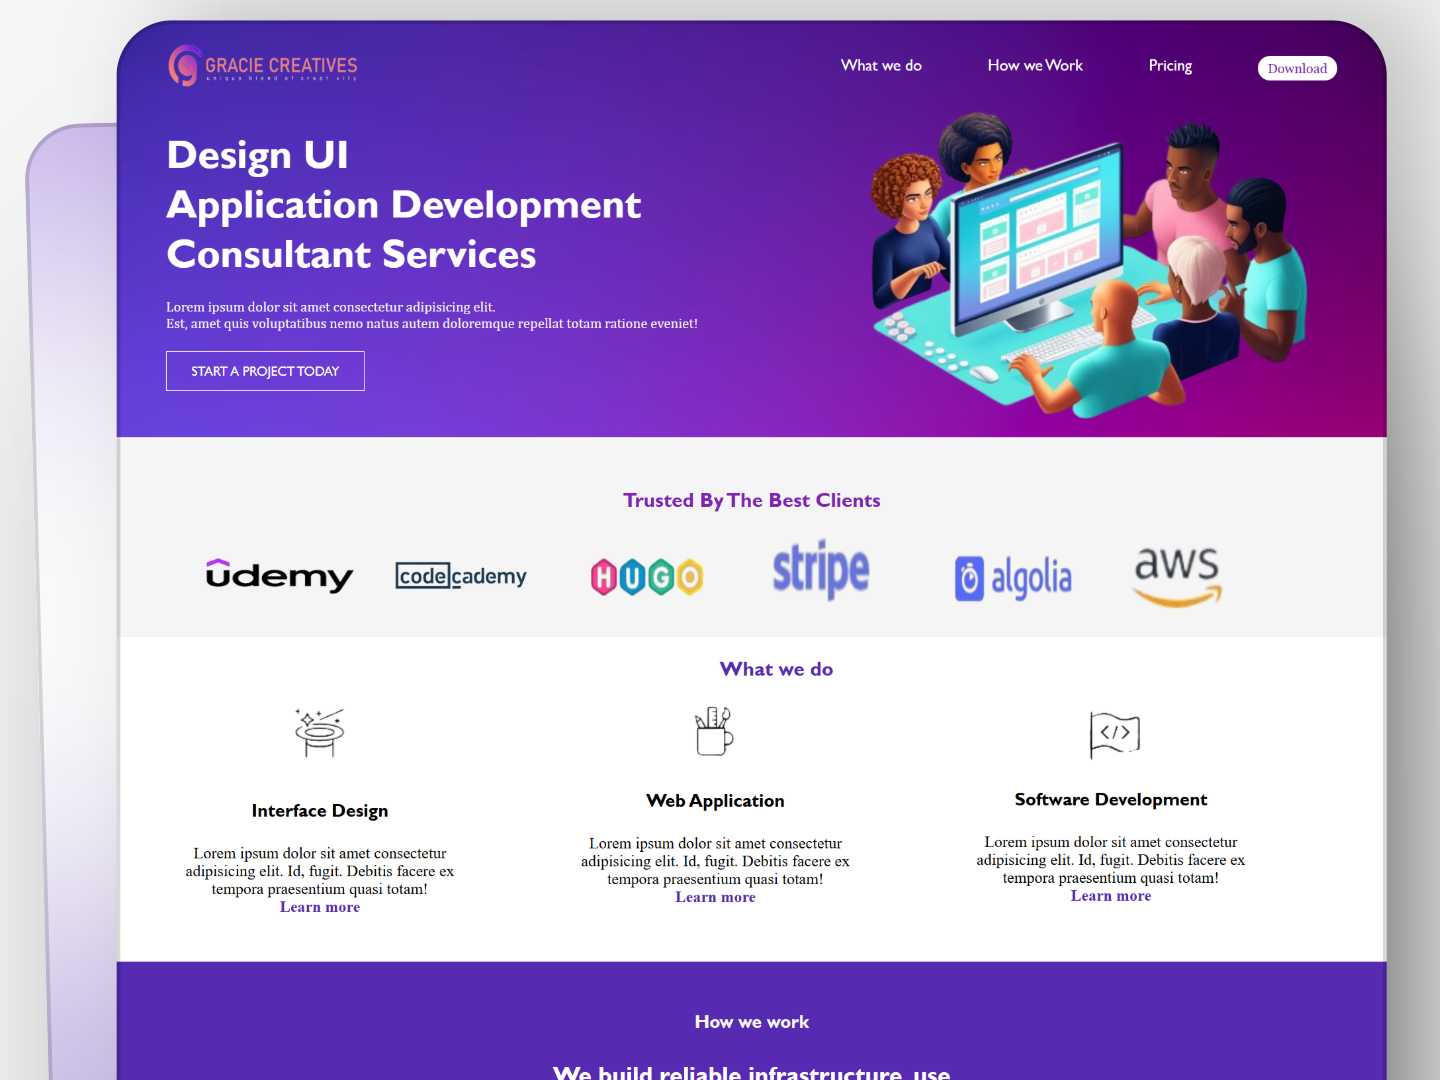 GRACIE CREATIVES
unique blend of creativity
What we do
How we Work
Pricing
Download
Design UI
Application Development
Consultant Services
Lorem ipsum dolor sit amet consectetur adipisicing elit.
Est, amet quis voluptatibus nemo natus autem doloremque repellat totam ratione eveniet!
START A PROJECT TODAY
Trusted By The Best Clients
udemy
codecademy
HUGO
stripe
algolia
aws
What we do
</>
Interface Design
Lorem ipsum dolor sit amet consectetur
adipisicing elit. Id, fugit. Debitis facere ex
tempora praesentium quasi totam!
Learn more
Web Application
Lorem ipsum dolor sit amet consectetur
adipisicing elit. Id, fugit. Debitis facere ex
tempora praesentium quasi totam!
Learn more
Software Development
Lorem ipsum dolor sit amet consectetur
adipisicing elit. Id, fugit. Debitis facere ex
tempora praesentium quasi totam!
Learn more
How we work
We build reliable infrastructure, use